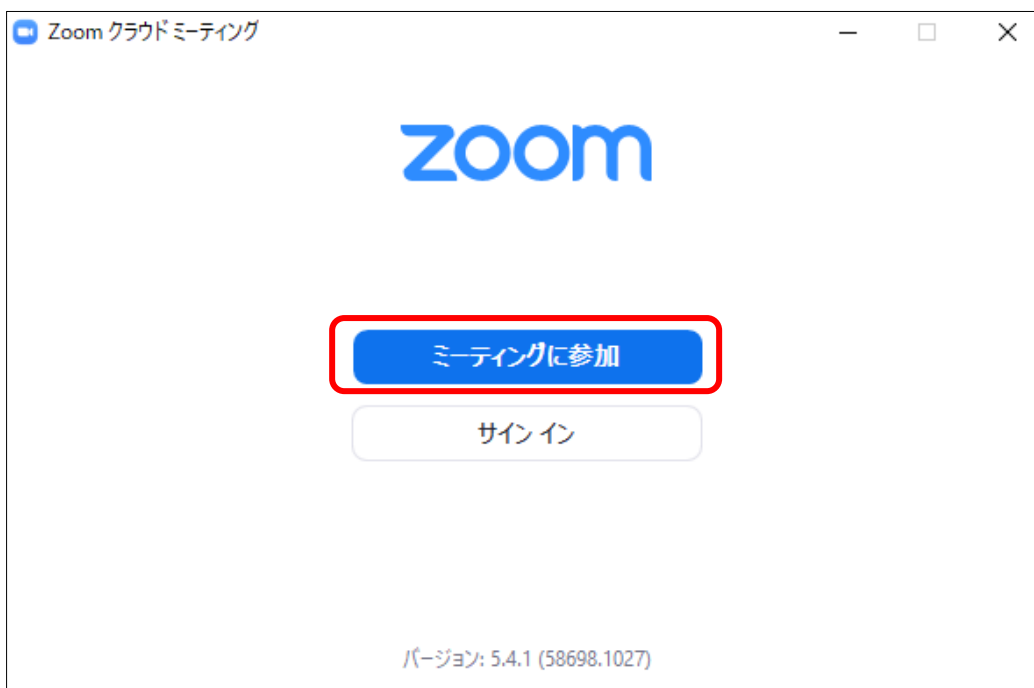 Zoom クラウド ミーティング
zoom
ミーティングに参加
サイン イン
バージョン: 5.4.1 (58698.1027)